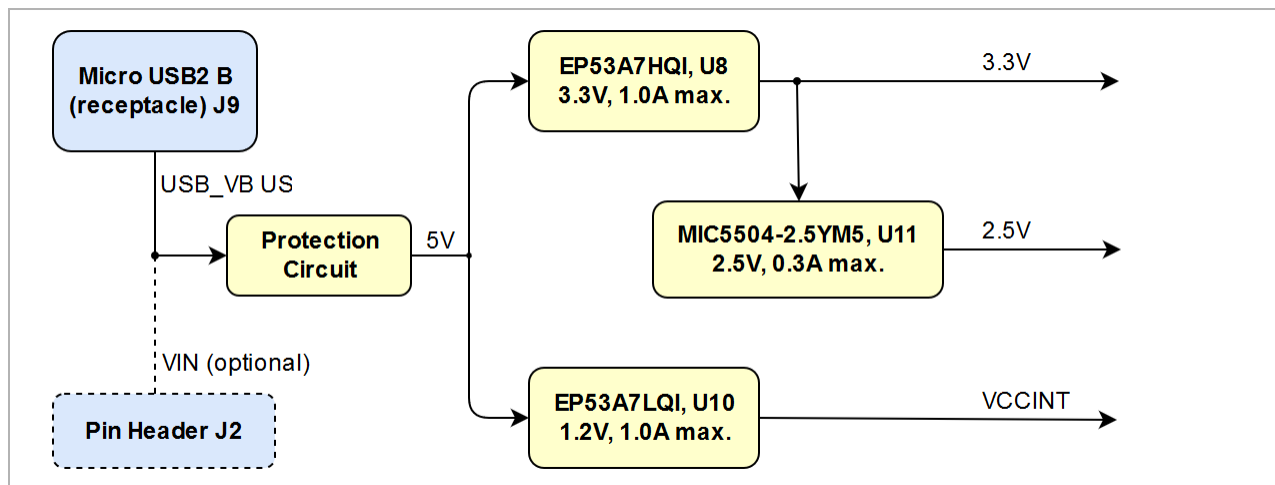 Micro USB2 B
(receptacle) J9
EP53A7HQI, U8
3.3V, 1.0A max.
3.3V
USB_VB US
Protection
Circuit
5V
MIC5504-2.5YM5, U11
2.5V, 0.3A max.
2.5V
VIN (optional)
Pin Header J2
EP53A7LQI, U10
1.2V, 1.0A max.
VCCINT